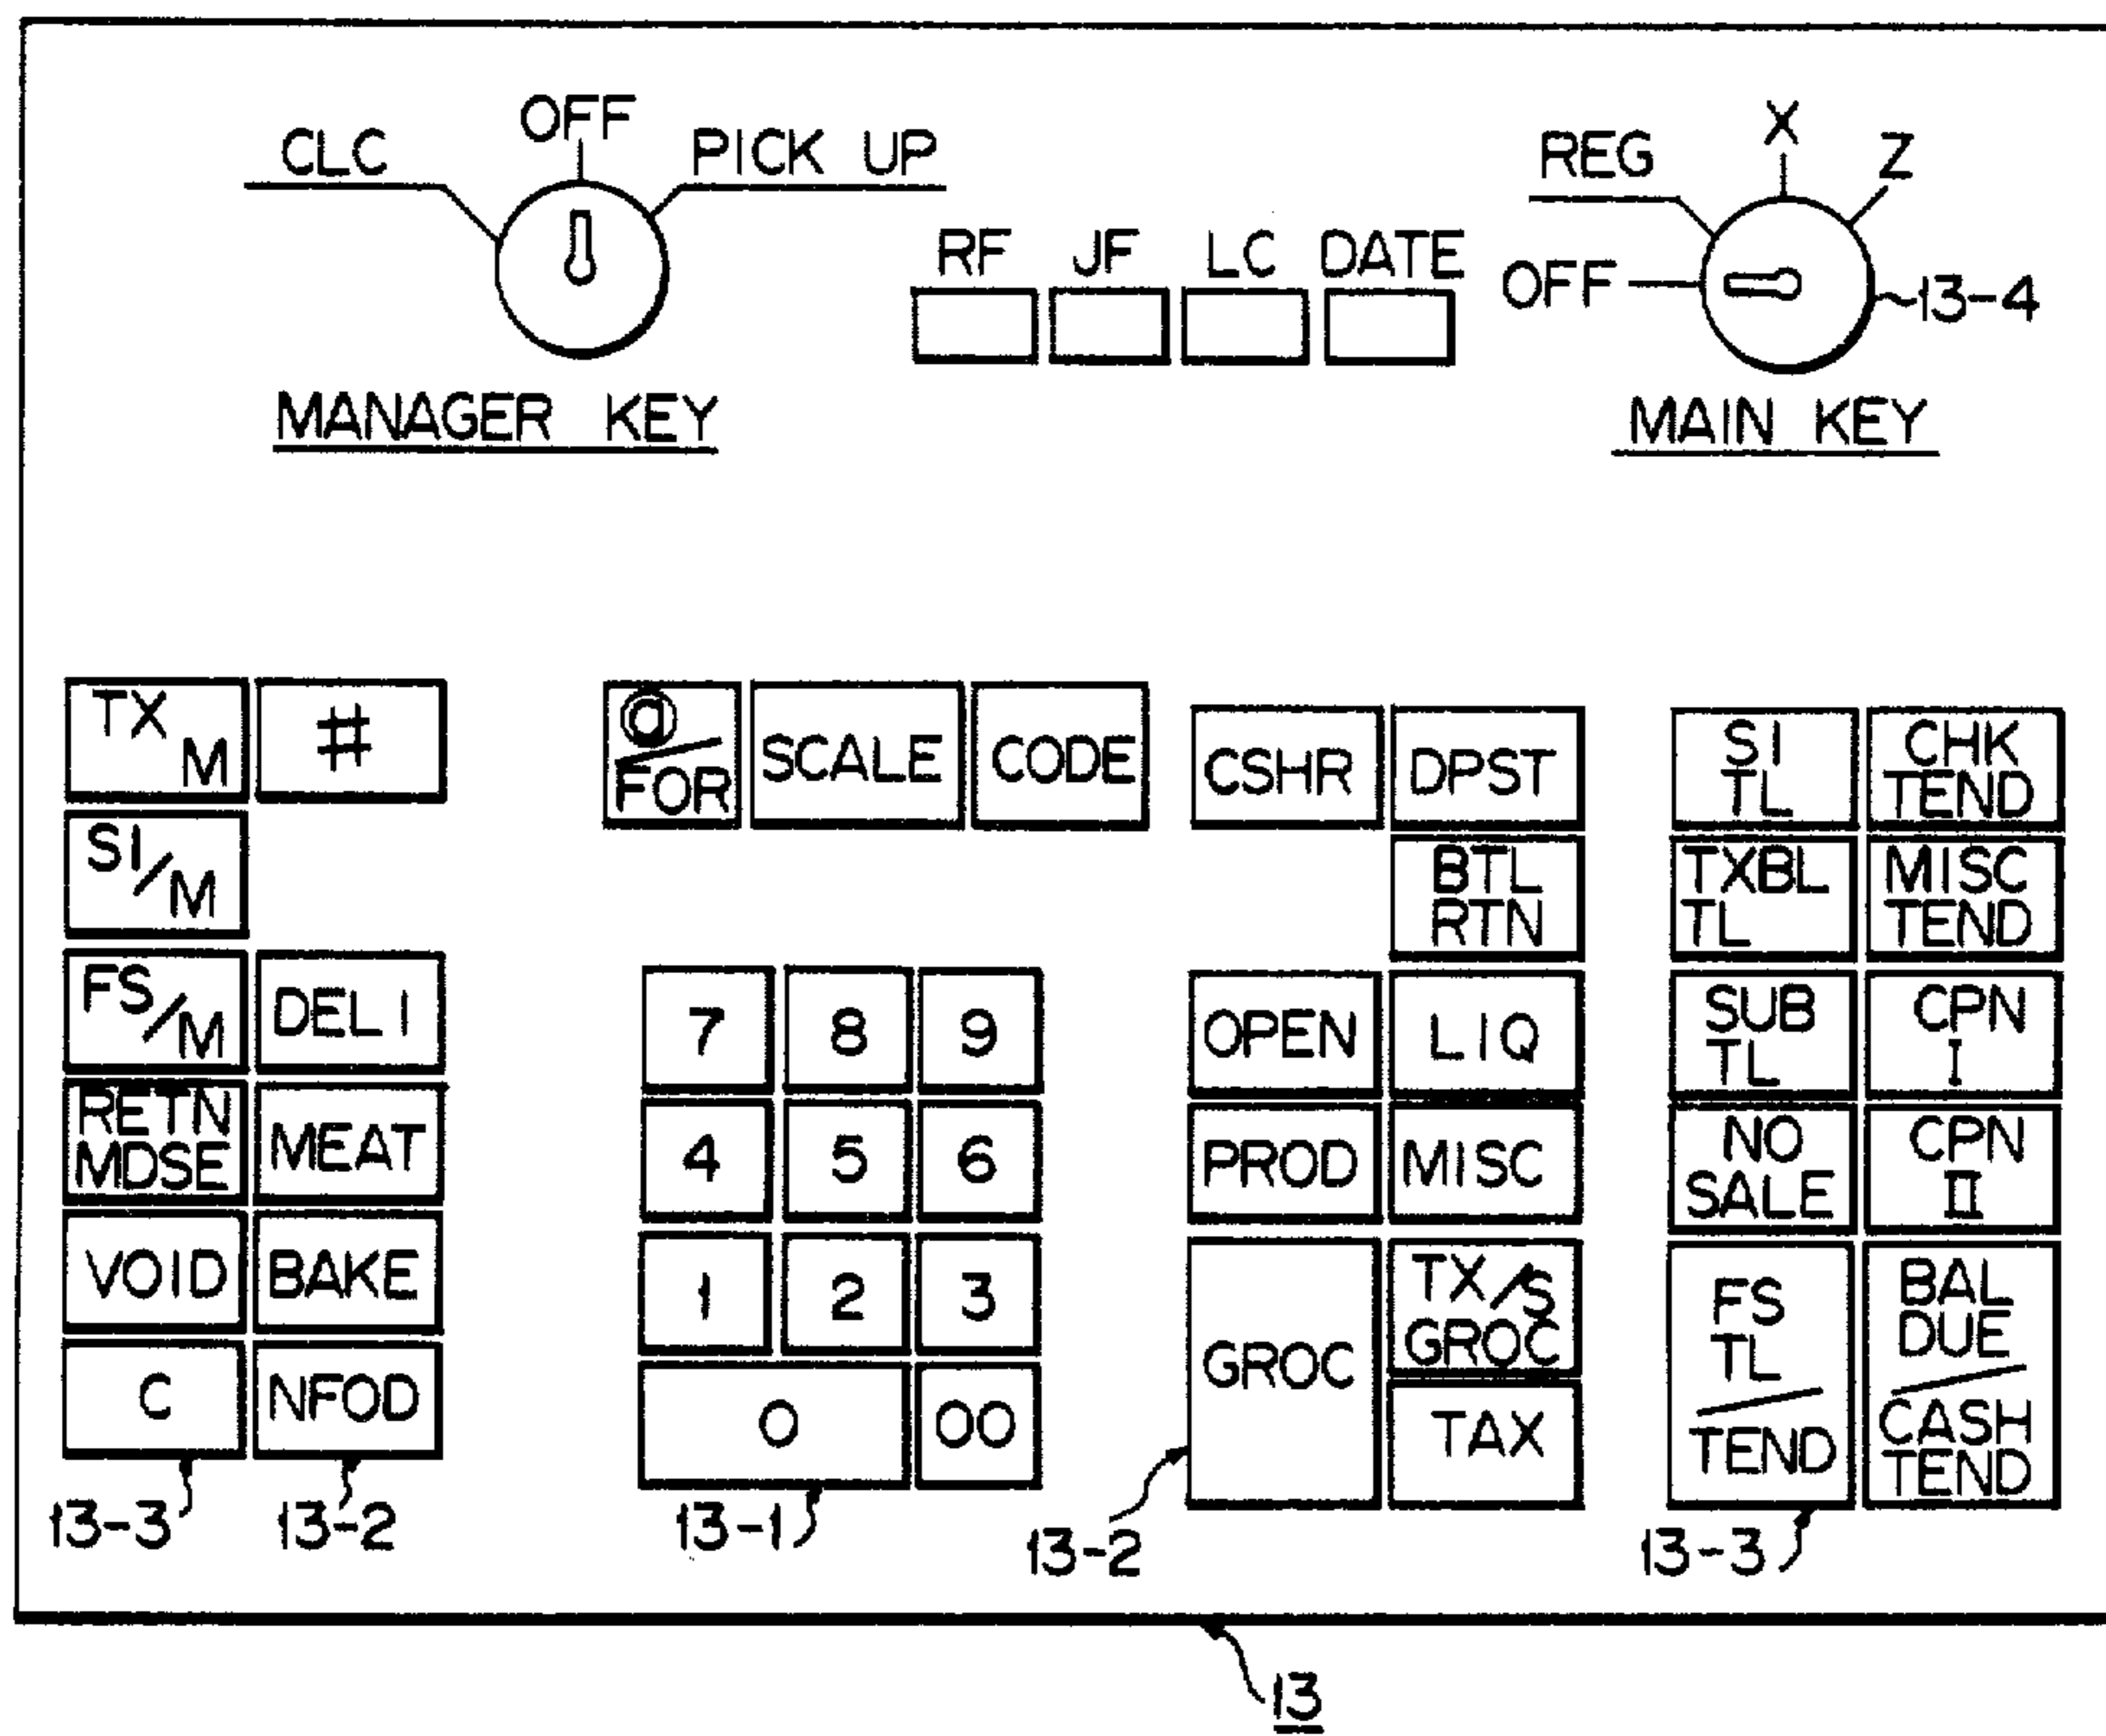 CLC OFF PICK UP
MANAGER KEY
RF JF LC DATE
REG X Z
OFF 13-4
MAIN KEY
TX M #
SI/M
FS/M DELI
RETN
MDSE MEAT
VOID BAKE
C NFOD
13-3 13-2
@/FOR SCALE CODE
7 8 9
4 5 6
1 2 3
0 00
13-1
CSHR DPST
BTL
RTN
OPEN LIQ
PROD MISC
GROC
TX/S
GROC
TAX
13-2
SI
TL
CHK
TEND
TXBL
TL
MISC
TEND
SUB
TL
CPN
I
NO
SALE
CPN
II
FS
TL
/
TEND
BAL
DUE
/
CASH
TEND
13-3
13